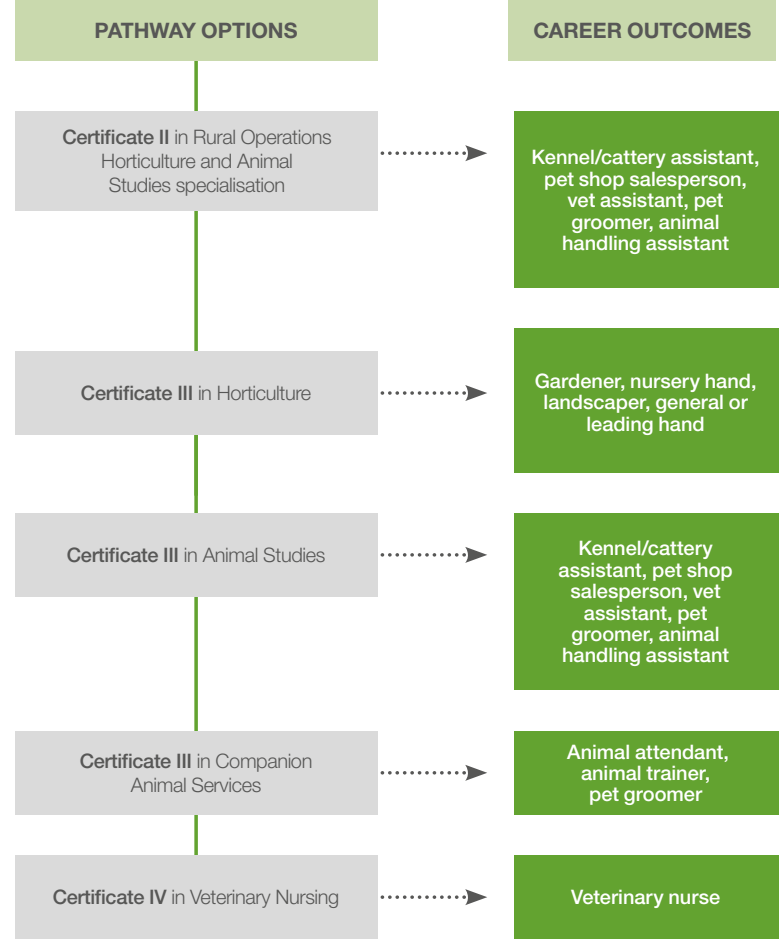 PATHWAY OPTIONS
CAREER OUTCOMES
Certificate II in Rural Operations
Horticulture and Animal
Studies specialisation
Kennel/cattery assistant,
pet shop salesperson,
vet assistant, pet
groomer, animal
handling assistant
Certificate III in Horticulture
Gardener, nursery hand,
landscaper, general or
leading hand
Certificate III in Animal Studies
Kennel/cattery
assistant, pet shop
salesperson, vet
assistant, pet
groomer, animal
handling assistant
Certificate III in Companion
Animal Services
Animal attendant,
animal trainer,
pet groomer
Certificate IV in Veterinary Nursing
Veterinary nurse